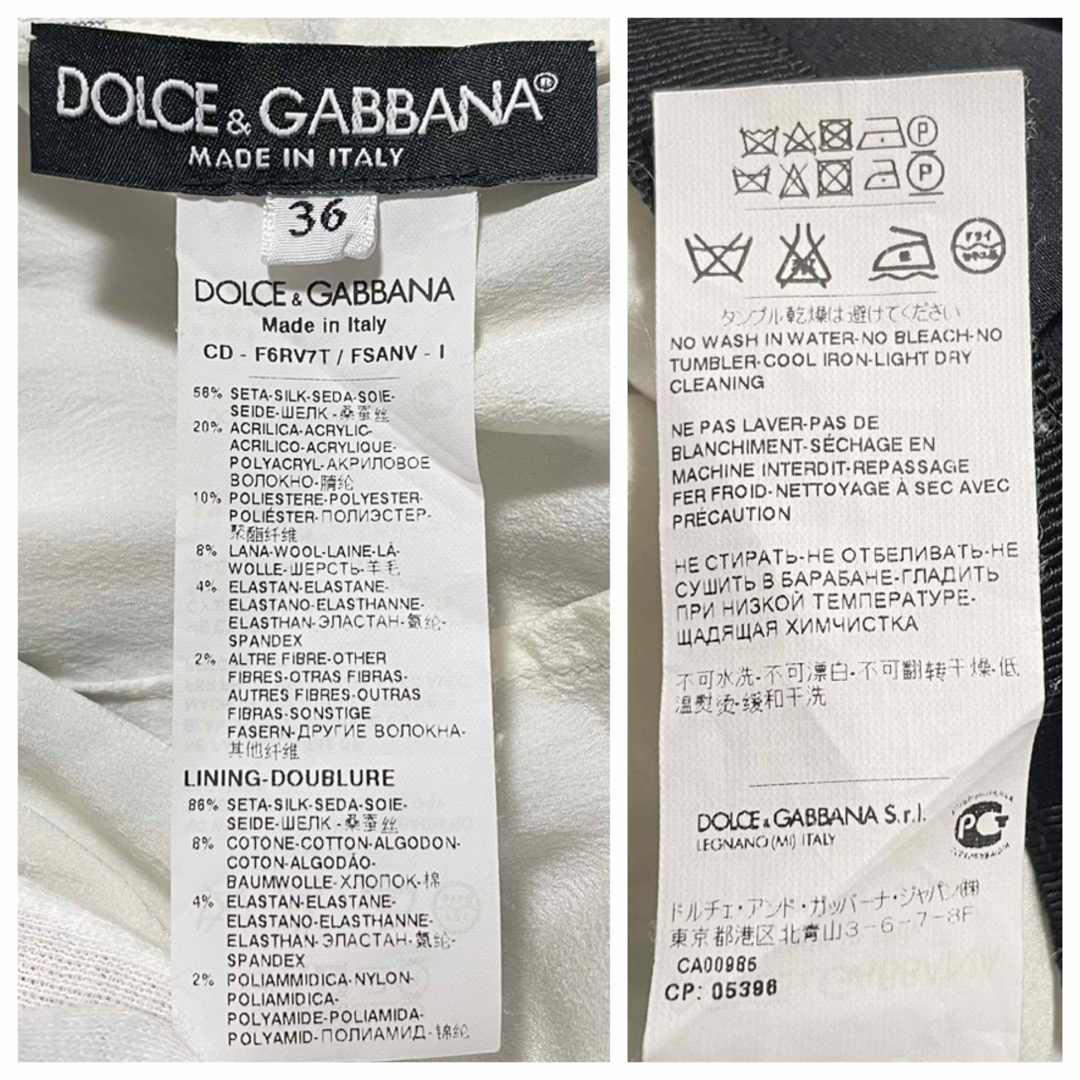 DOLCE & GABBANA®
MADE IN ITALY
36
DOLCE & GABBANA
Made in Italy
CD - F6RV7T / FSANV - I
56% SETA-SILK-SEDA-SOIE-
SEIDE-ШЕЛК-桑蚕丝
20% ACRILICA-ACRYLIC-
ACRILICO-ACRYLIQUE-
POLYACRYL-АКРИЛОВОЕ
ВОЛОКНО-腈纶
10% POLIESTERE-POLYESTER-
POLIÉSTER-ПОЛИЭСТЕР-
聚酯纤维
8% LANA-WOOL-LAINE-LÃ-
WOLLE-ШЕРСТЬ-羊毛
4% ELASTAN-ELASTANE-
ELASTANO-ELASTHANNE-
ELASTHAN-ЭЛАСТАН-氨纶-
SPANDEX
2% ALTRE FIBRE-OTHER
FIBRES-OTRAS FIBRAS-
AUTRES FIBRES-OUTRAS
FIBRAS-SONSTIGE
FASERN-ДРУГИЕ ВОЛОКНА-
其他纤维
LINING-DOUBLURE
86% SETA-SILK-SEDA-SOIE-
SEIDE-ШЕЛК-桑蚕丝
8% COTONE-COTTON-ALGODON-
COTON-ALGODÃO-
BAUMWOLLE-ХЛОПОК-棉
4% ELASTAN-ELASTANE-
ELASTANO-ELASTHANNE-
ELASTHAN-ЭЛАСТАН-氨纶-
SPANDEX
2% POLIAMMIDICA-NYLON-
POLIAMIDICA-
POLYAMIDE-POLIAMIDA-
POLYAMID-ПОЛИАМИД-锦纶
P
P
ドライ
セキユ系
タンブル乾燥は避けてください
NO WASH IN WATER-NO BLEACH-NO
TUMBLER-COOL IRON-LIGHT DRY
CLEANING
NE PAS LAVER-PAS DE
BLANCHIMENT-SÉCHAGE EN
MACHINE INTERDIT-REPASSAGE
FER FROID-NETTOYAGE À SEC AVEC
PRÉCAUTION
НЕ СТИРАТЬ-НЕ ОТБЕЛИВАТЬ-НЕ
СУШИТЬ В БАРАБАНЕ-ГЛАДИТЬ
ПРИ НИЗКОЙ ТЕМПЕРАТУРЕ-
ЩАДЯЩАЯ ХИМЧИСТКА
不可水洗-不可漂白-不可翻转干燥-低
温熨烫-缓和干洗
DOLCE & GABBANA S.r.l.
LEGNANO (MI) ITALY
ドルチェ・アンド・ガッバーナ・ジャパン(株)
東京都港区北青山3-6-7-8F
CA00985
CP: 05398